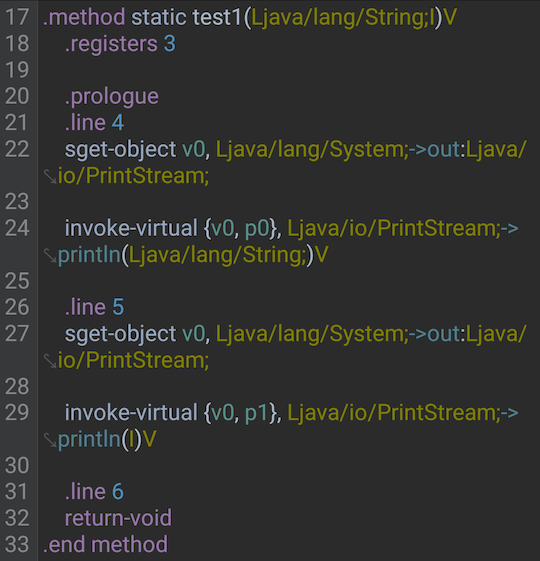 17 .method static test1(Ljava/lang/String;I)V
18 .registers 3
19
20 .prologue
21 .line 4
22 sget-object v0, Ljava/lang/System;->out:Ljava/
io/PrintStream;
23
24 invoke-virtual {v0, p0}, Ljava/io/PrintStream;->
println(Ljava/lang/String;)V
25
26 .line 5
27 sget-object v0, Ljava/lang/System;->out:Ljava/
io/PrintStream;
28
29 invoke-virtual {v0, p1}, Ljava/io/PrintStream;->
println(I)V
30
31 .line 6
32 return-void
33 .end method